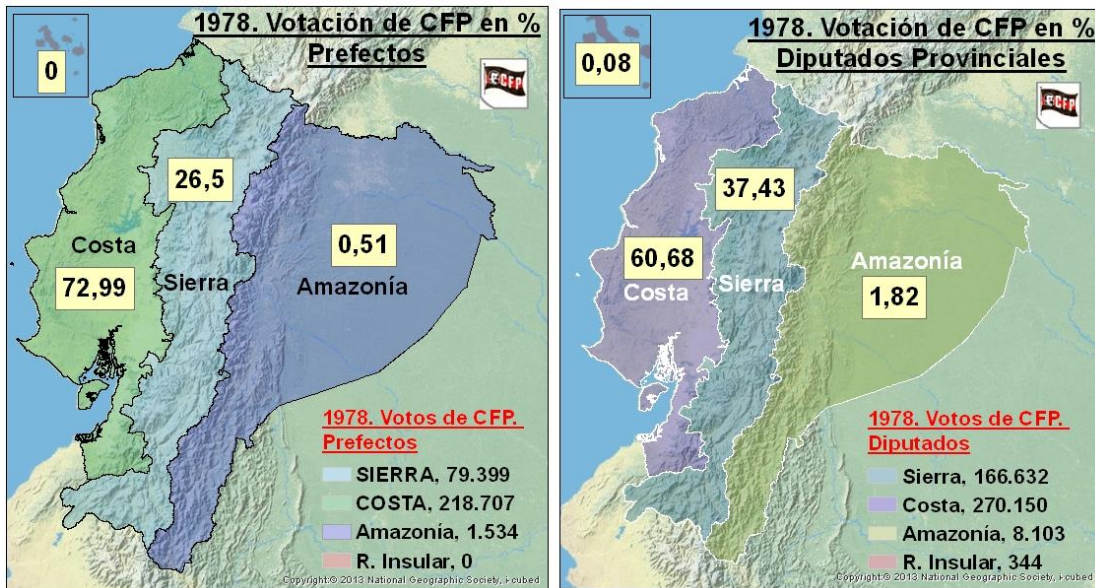 1978. Votación de CFP en %
Prefectos
0
CFP
26,5
Costa
72,99
Sierra
0,51
Amazonía
1978. Votos de CFP.
Prefectos
SIERRA, 79.399
COSTA, 218.707
Amazonía, 1.534
R. Insular, 0
Copyright:© 2013 National Geographic Society, i-cubed
1978. Votación de CFP en %
Diputados Provinciales
0,08
CFP
37,43
60,68
Costa
Sierra
Amazonía
1,82
1978. Votos de CFP.
Diputados
Sierra, 166.632
Costa, 270.150
Amazonía, 8.103
R. Insular, 344
Copyright:© 2013 National Geographic Society, i-cubed